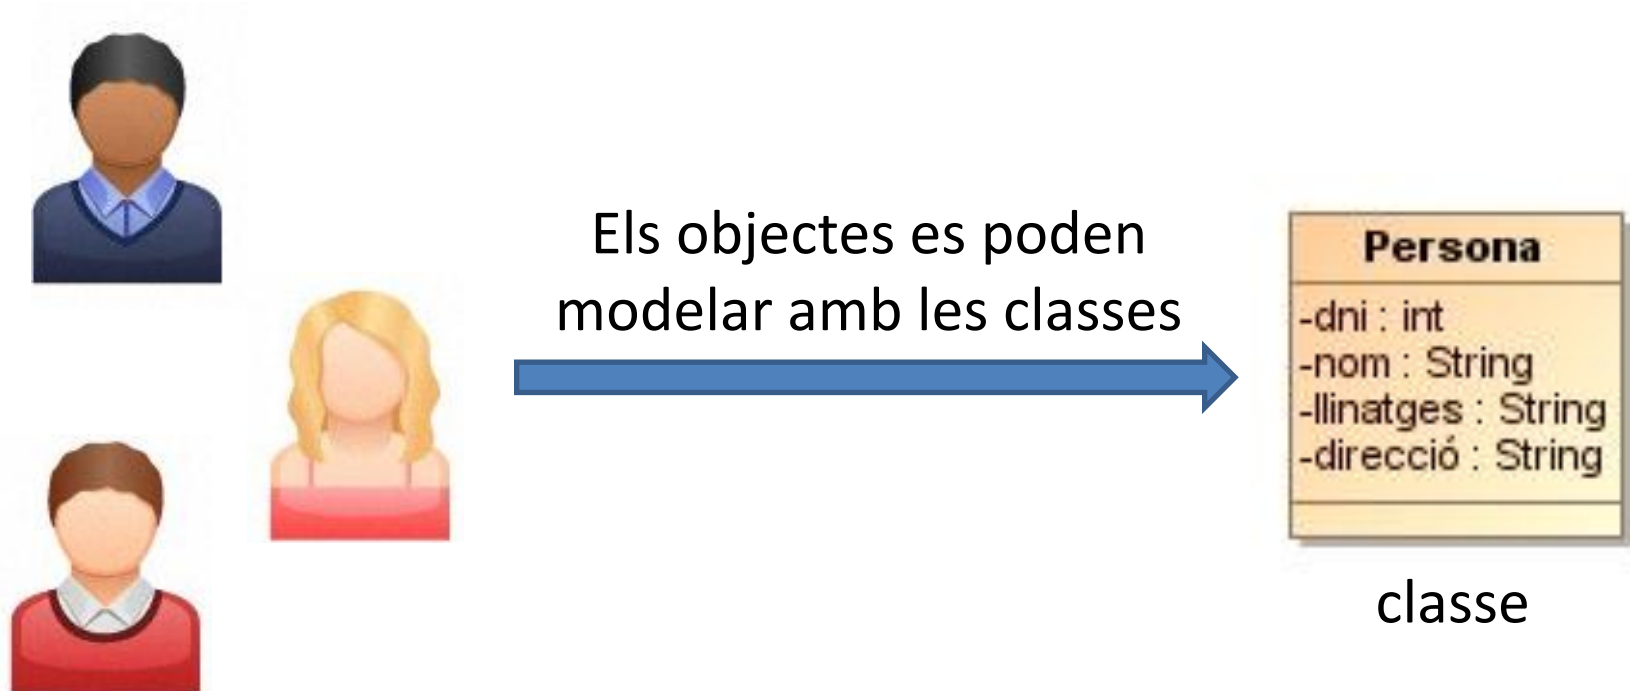 Els objectes es poden
modelar amb les classes
Persona
-dni : int
-nom : String
-llinatges : String
-direcció : String
classe